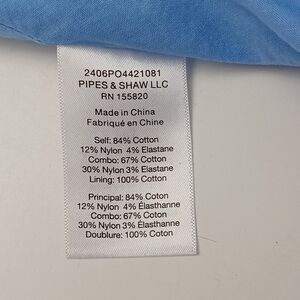 2406PO4421081
PIPES & SHAW LLC
RN 155820
Made in China
Fabriqué en Chine
Self: 84% Cotton
12% Nylon 4% Elastane
Combo: 67% Cotton
30% Nylon 3% Elastane
Lining: 100% Cotton
Principal: 84% Coton
12% Nylon 4% Élasthanne
Combo: 67% Coton
30% Nylon 3% Élasthanne
Doublure: 100% Coton